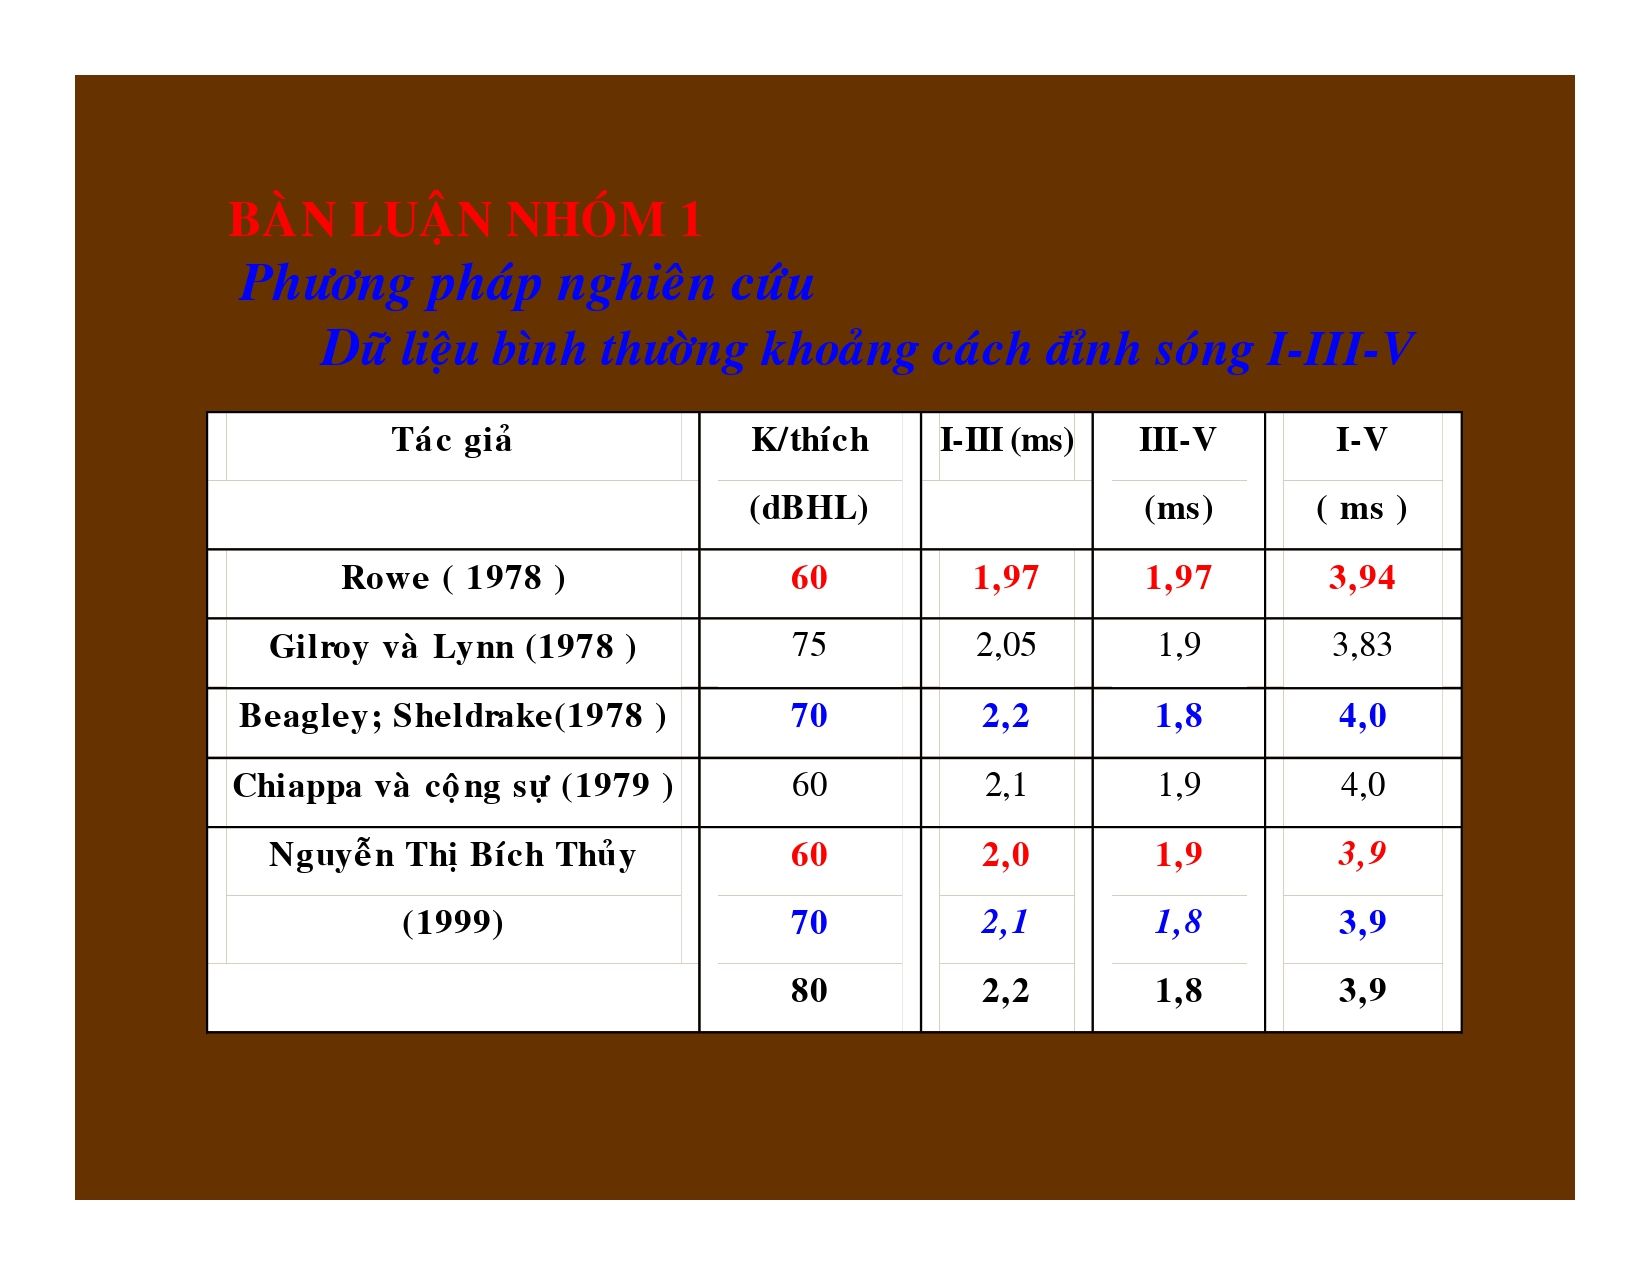 BÀN LUẬN NHÓM 1
Phương pháp nghiên cứu
Dữ liệu bình thường khoảng cách đỉnh sóng I-III-V
Tác giả K/thích I-III (ms) III-V I-V
(dBHL) (ms) ( ms )
Rowe ( 1978 ) 60 1,97 1,97 3,94
Gilroy và Lynn (1978 ) 75 2,05 1,9 3,83
Beagley; Sheldrake(1978 ) 70 2,2 1,8 4,0
Chiappa và cộng sự (1979 ) 60 2,1 1,9 4,0
Nguyễn Thị Bích Thủy 60 2,0 1,9 3,9
(1999) 70 2,1 1,8 3,9
80 2,2 1,8 3,9